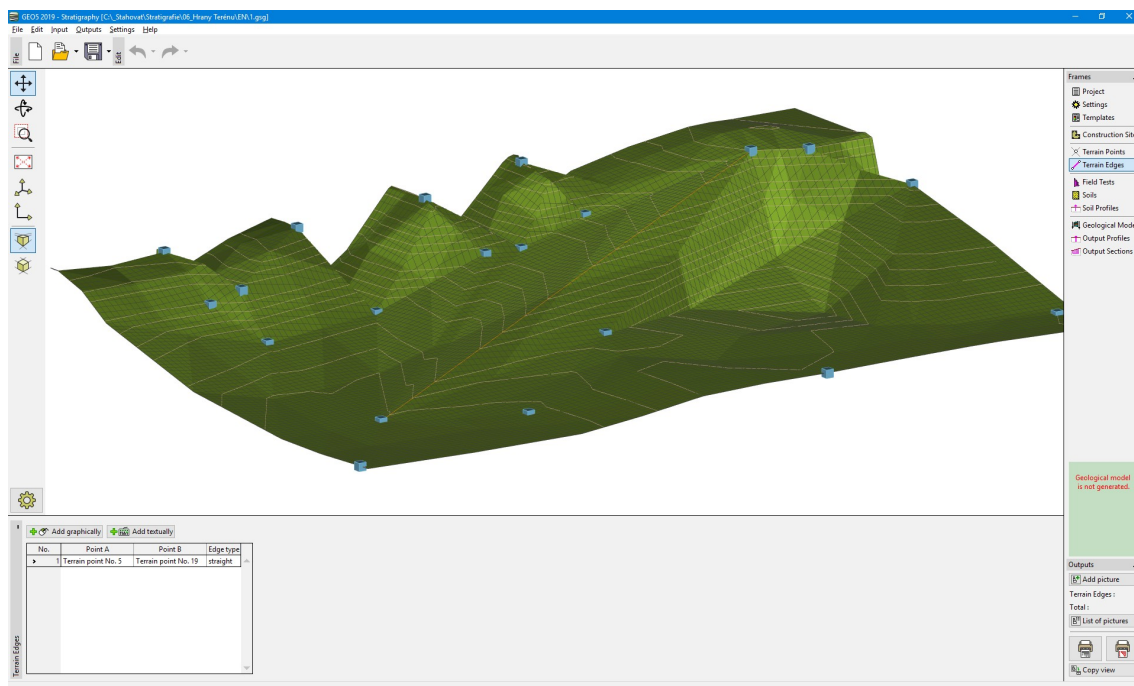 GEO5 2019 - Stratigraphy [C:\_Stahovat\Stratigrafie\06_Hrany Terénu\EN\1.gsg]
File Edit Input Outputs Settings Help
File
Edit
Frames
Project
Settings
Templates
Construction Site
Terrain Points
Terrain Edges
Field Tests
Soils
Soil Profiles
Geological Mode
Output Profiles
Output Sections
Geological model
is not generated.
Add graphically Add textually
No. Point A Point B Edge type
> 1 Terrain point No. 5 Terrain point No. 19 straight
Terrain Edges
Outputs
Add picture
Terrain Edges :
Total :
List of pictures
Copy view